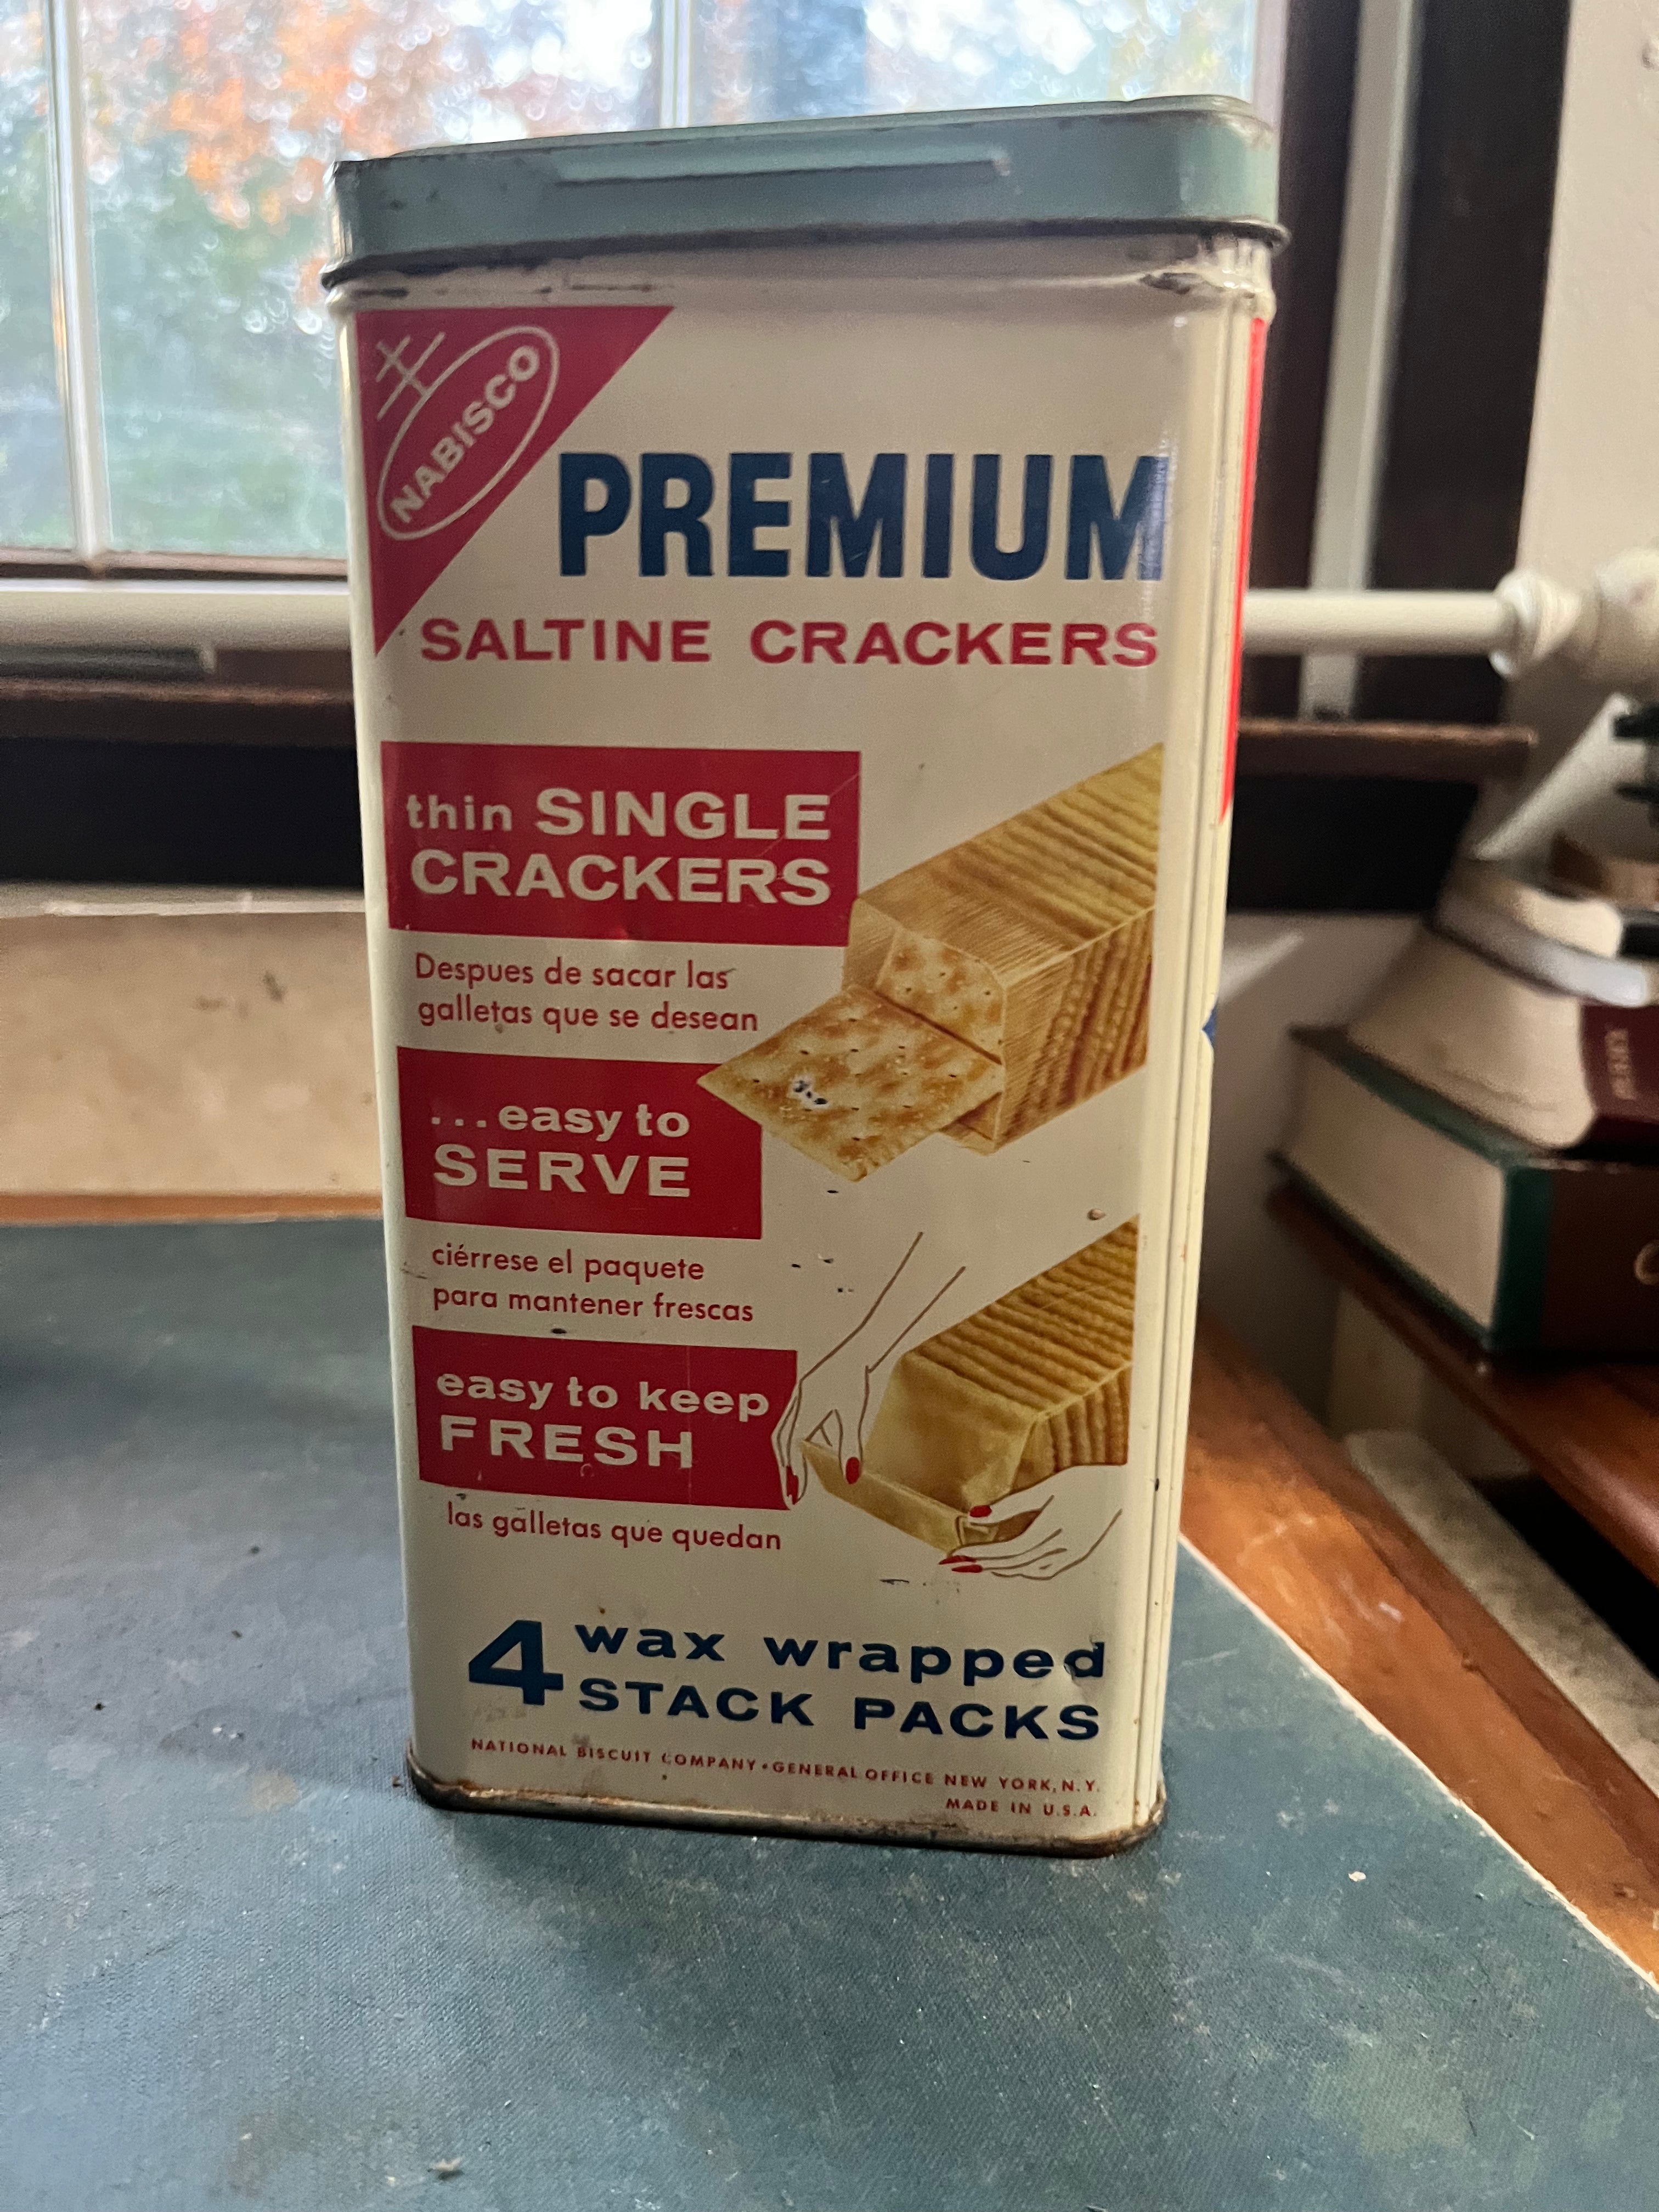 NABISCO
PREMIUM
SALTINE CRACKERS
thin SINGLE
CRACKERS
Despues de sacar las
galletas que se desean
...easy to
SERVE
ciérrese el paquete
para mantener frescas
easy to keep
FRESH
las galletas que quedan
4 wax wrapped
STACK PACKS
NATIONAL BISCUIT COMPANY • GENERAL OFFICE NEW YORK, N.Y.
MADE IN U.S.A.